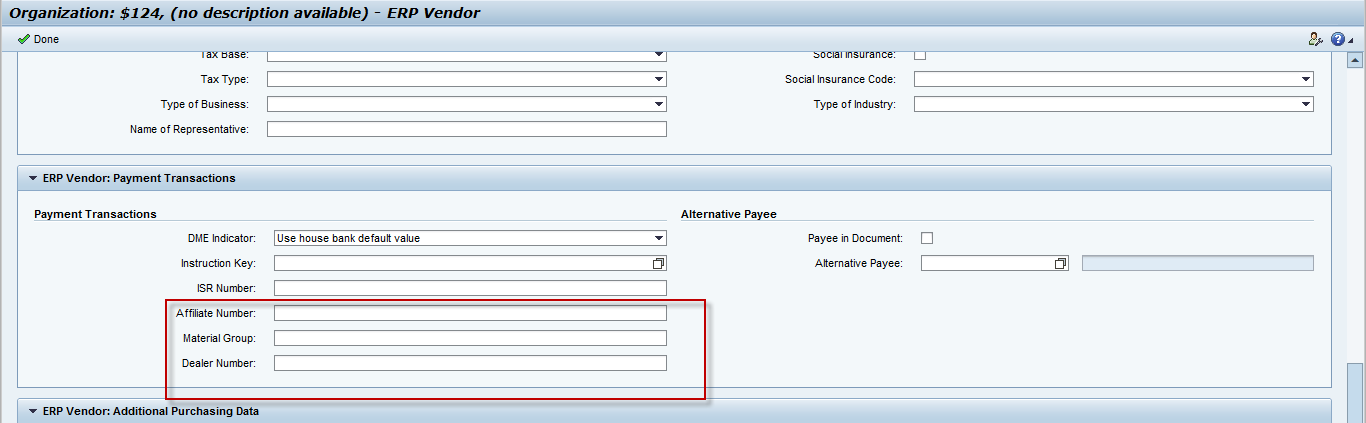 Organization: $124, (no description available) - ERP Vendor
Done
Tax Base:
Social Insurance:
Tax Type:
Social Insurance Code:
Type of Business:
Type of Industry:
Name of Representative:
ERP Vendor: Payment Transactions
Payment Transactions
Alternative Payee
DME Indicator: Use house bank default value
Payee in Document:
Instruction Key:
Alternative Payee:
ISR Number:
Affiliate Number:
Material Group:
Dealer Number:
ERP Vendor: Additional Purchasing Data